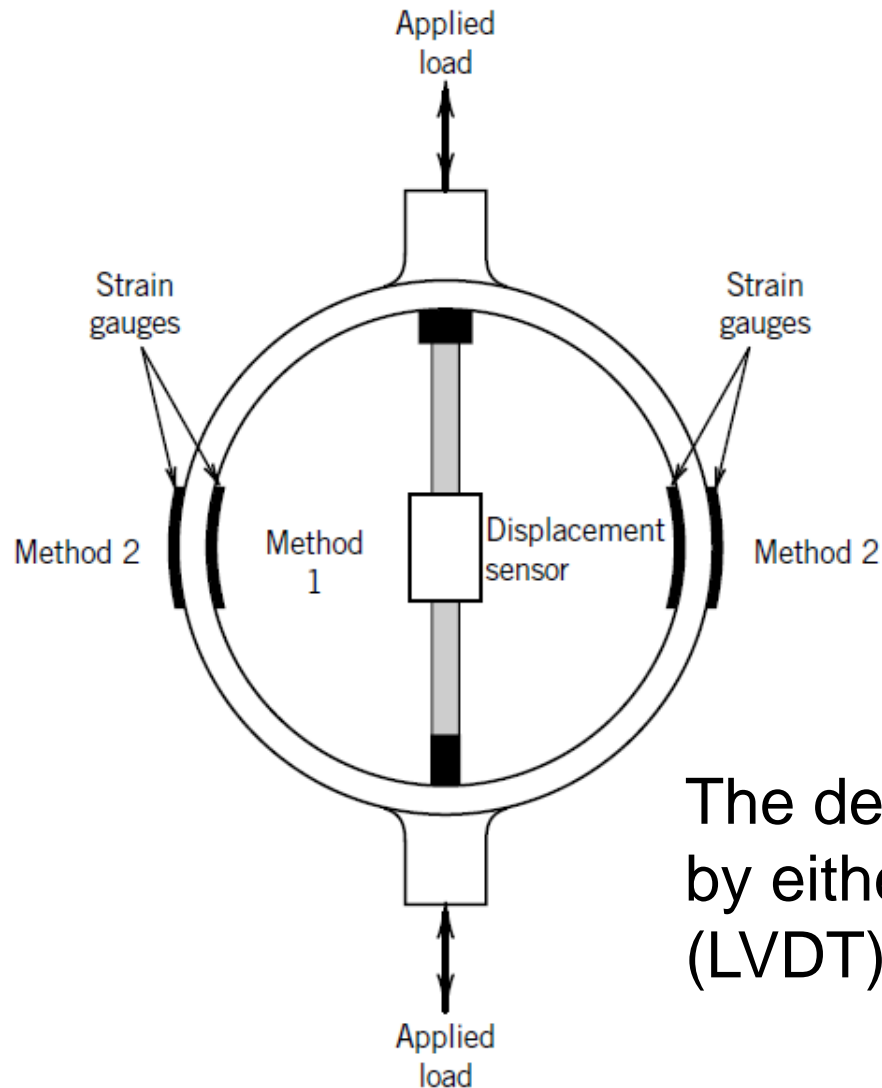 Applied
load
Strain
gauges
Strain
gauges
Method 2
Method
1
Displacement
sensor
Method 2
The de
by eithe
(LVDT)
Applied
load